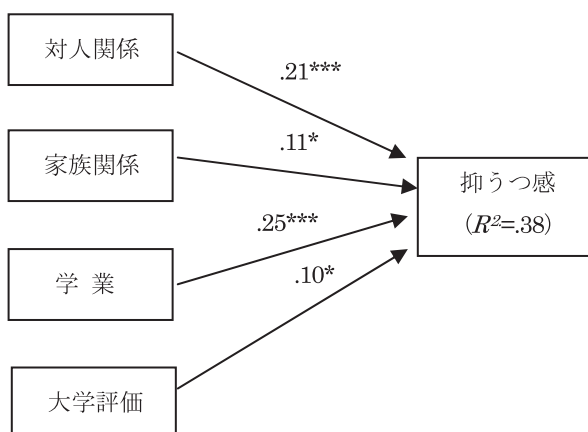 対人関係
.21***
家族関係
.11*
抑うつ感
(R²=.38)
.25***
学 業
.10*
大学評価